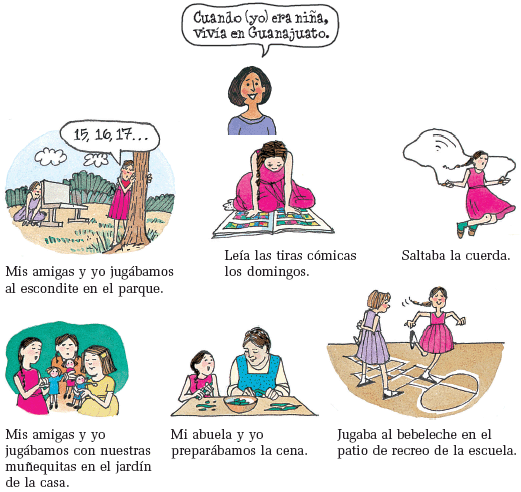 Cuando (yo) era niña,
vivía en Guanajuato.
15, 16, 17...
Mis amigas y yo jugábamos
al escondite en el parque.
Leía las tiras cómicas
los domingos.
Saltaba la cuerda.
Mis amigas y yo
jugábamos con nuestras
muñequitas en el jardín
de la casa.
Mi abuela y yo
preparábamos la cena.
Jugaba al bebeleche en el
patio de recreo de la escuela.